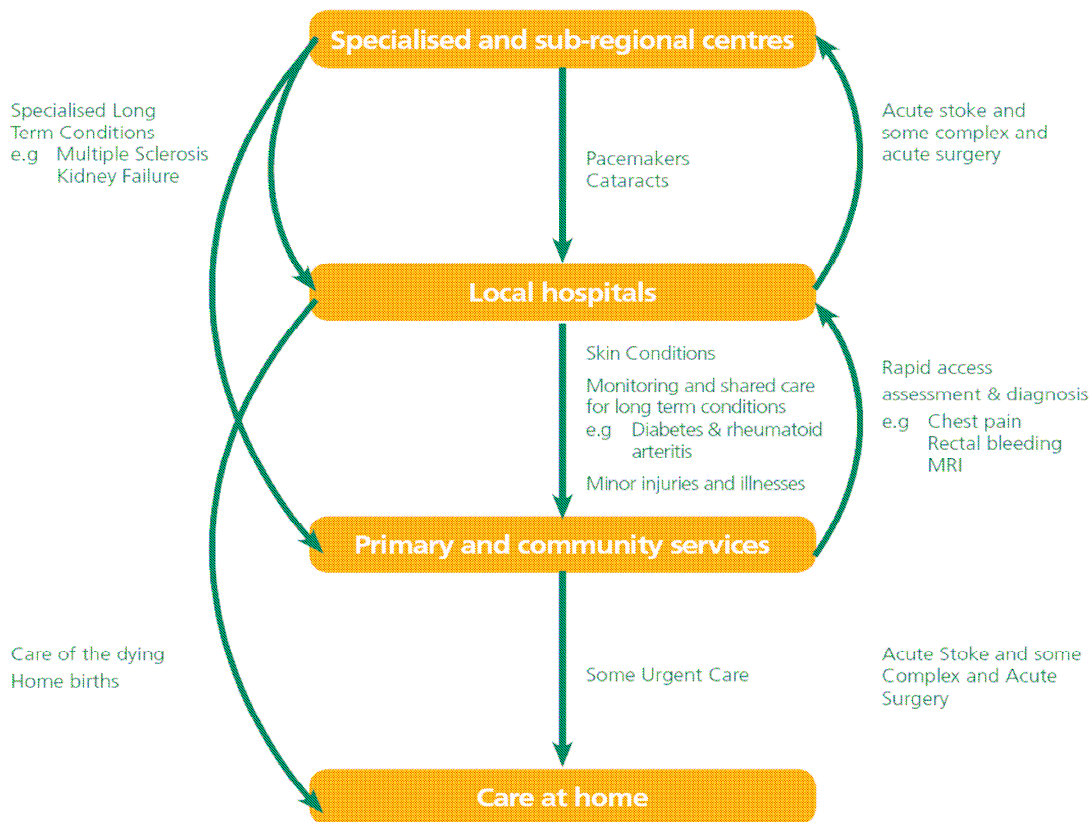 Specialised and sub-regional centres
Specialised Long
Term Conditions
e.g Multiple Sclerosis
Kidney Failure
Pacemakers
Cataracts
Acute stoke and
some complex and
acute surgery
Local hospitals
Skin Conditions
Monitoring and shared care
for long term conditions
e.g Diabetes & rheumatoid
arteritis
Minor injuries and illnesses
Rapid access
assessment & diagnosis
e.g Chest pain
Rectal bleeding
MRI
Primary and community services
Care of the dying
Home births
Some Urgent Care
Acute Stoke and some
Complex and Acute
Surgery
Care at home